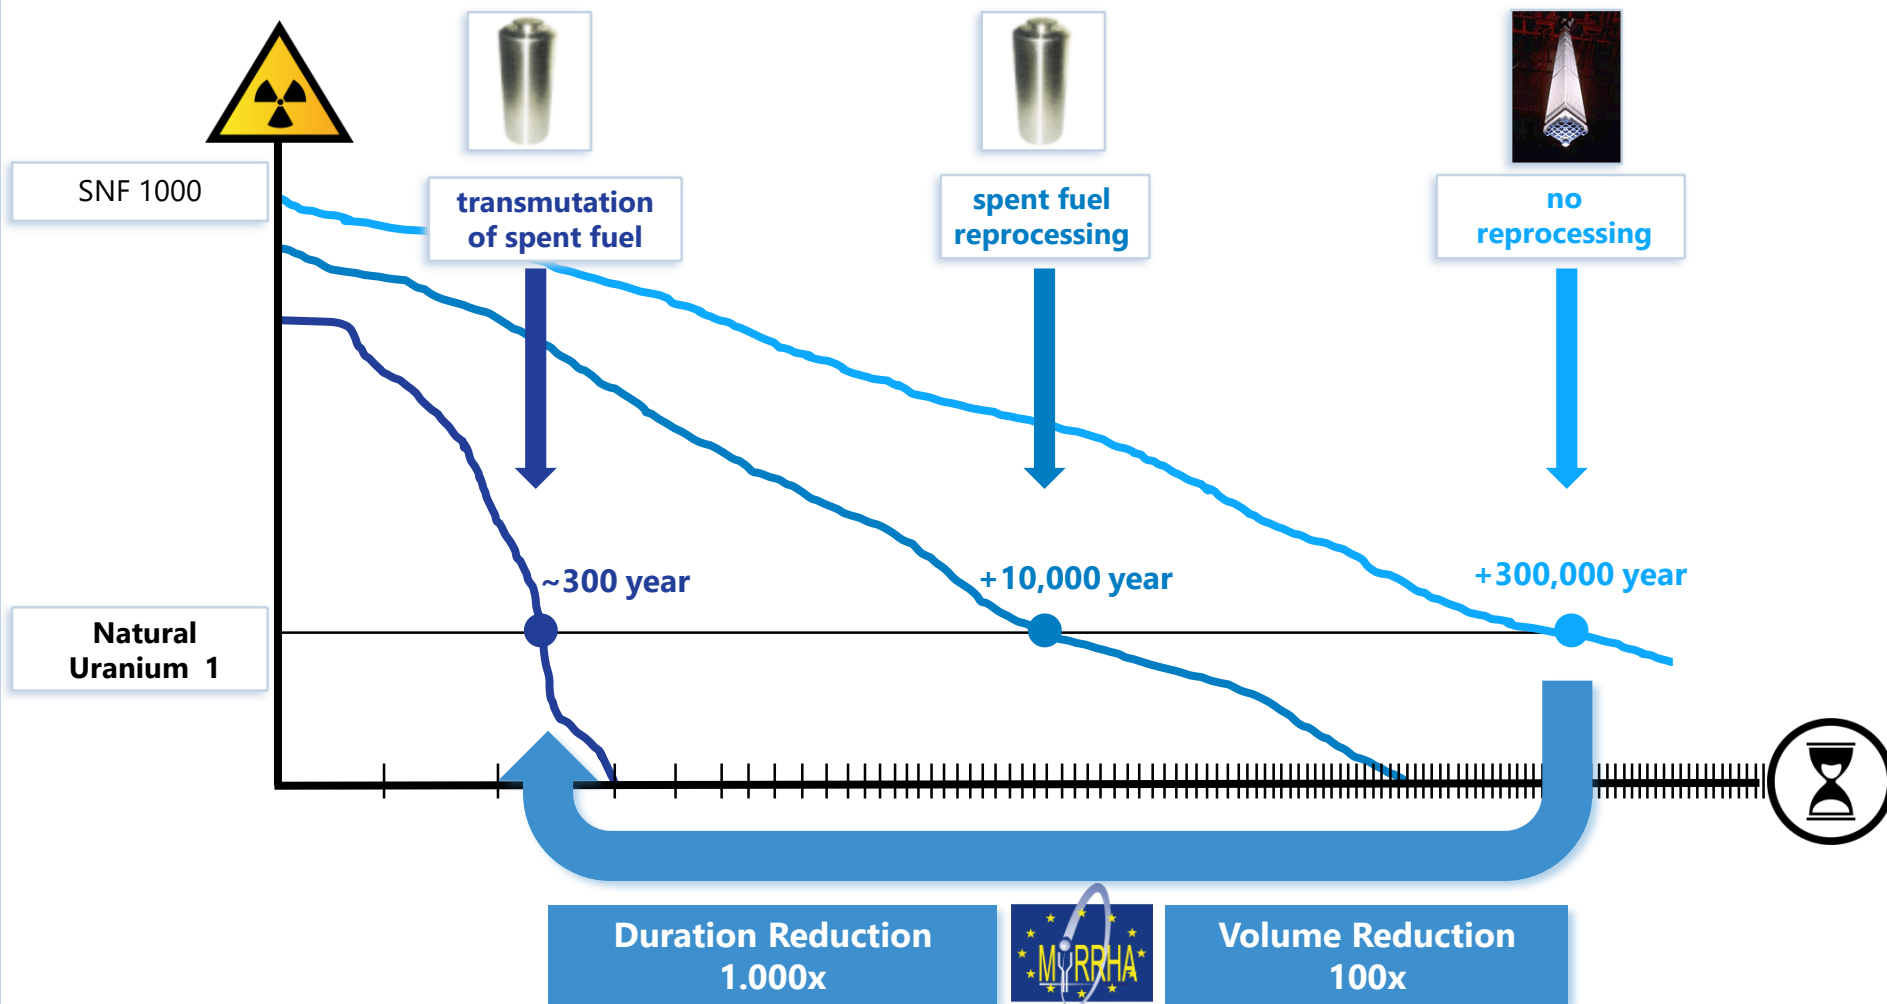 SNF 1000
transmutation
of spent fuel
spent fuel
reprocessing
no
reprocessing
~300 year
+10,000 year
+300,000 year
Natural
Uranium 1
Duration Reduction
1.000x
MYRRHA
Volume Reduction
100x